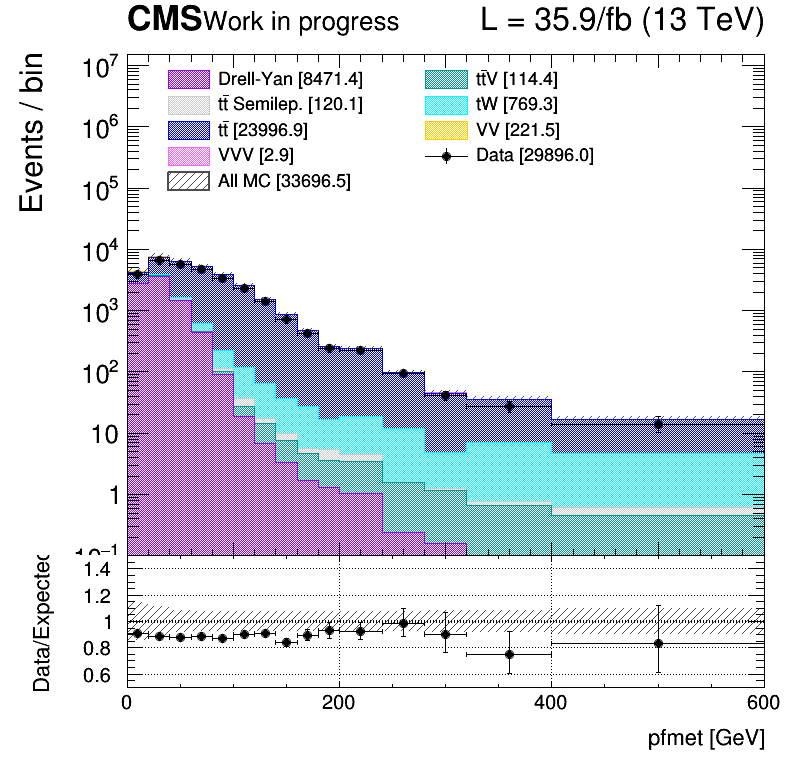 CMS Work in progress L = 35.9/fb (13 TeV)
Events / bin
10⁷
10⁶
10⁵
10⁴
10³
10²
10
1
10⁻¹
Drell-Yan [8471.4]
tt̄ Semilep. [120.1]
tt̄ [23996.9]
VVV [2.9]
All MC [33696.5]
tt̄V [114.4]
tW [769.3]
VV [221.5]
Data [29896.0]
Data/Expected
1.4
1.2
1
0.8
0.6
0 200 400 600
pfmet [GeV]